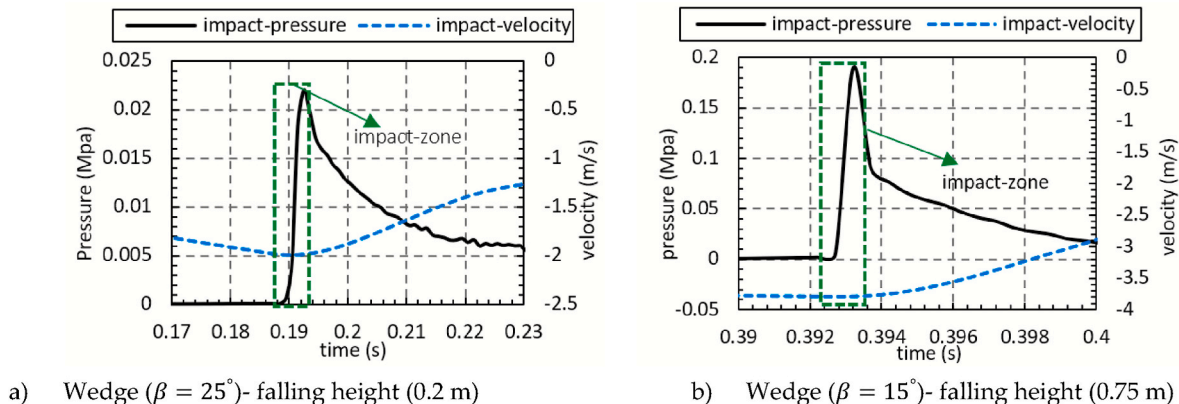 impact-pressure impact-velocity
0.025
0.02
0.015
0.01
0.005
0
Pressure (Mpa)
0
-0.5
-1
-1.5
-2
-2.5
velocity (m/s)
impact-zone
0.17 0.18 0.19 0.2 0.21 0.22 0.23
time (s)
a) Wedge (β = 25°)- falling height (0.2 m)
impact-pressure impact-velocity
0.2
0.15
0.1
0.05
0
-0.05
pressure (Mpa)
0
-0.5
-1
-1.5
-2
-2.5
-3
-3.5
-4
velocity (m/s)
impact-zone
0.39 0.392 0.394 0.396 0.398 0.4
time (s)
b) Wedge (β = 15°)- falling height (0.75 m)